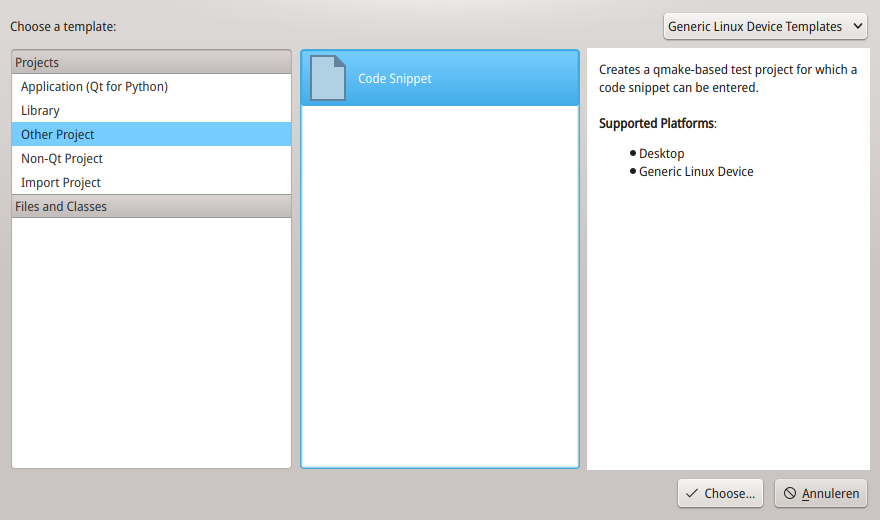 Choose a template:
Generic Linux Device Templates
Projects
Application (Qt for Python)
Library
Other Project
Non-Qt Project
Import Project
Files and Classes
Code Snippet
Creates a qmake-based test project for which a
code snippet can be entered.
Supported Platforms:
Desktop
Generic Linux Device
Choose...
Annuleren